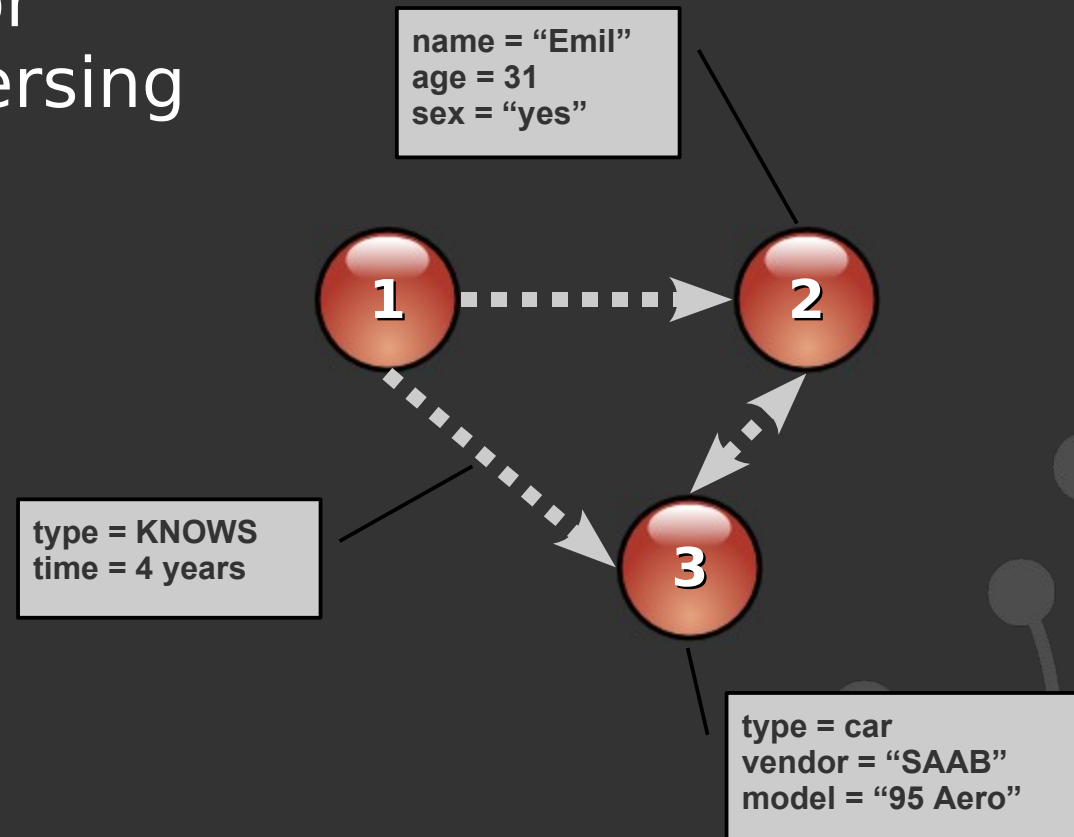 ersing
name = “Emil”
age = 31
sex = “yes”
1
2
type = KNOWS
time = 4 years
3
type = car
vendor = “SAAB”
model = “95 Aero”